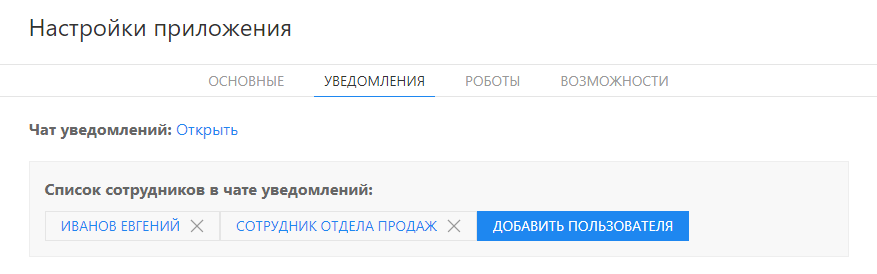 Настройки приложения
ОСНОВНЫЕ УВЕДОМЛЕНИЯ РОБОТЫ ВОЗМОЖНОСТИ
Чат уведомлений: Открыть
Список сотрудников в чате уведомлений:
ИВАНОВ ЕВГЕНИЙ СОТРУДНИК ОТДЕЛА ПРОДАЖ ДОБАВИТЬ ПОЛЬЗОВАТЕЛЯ